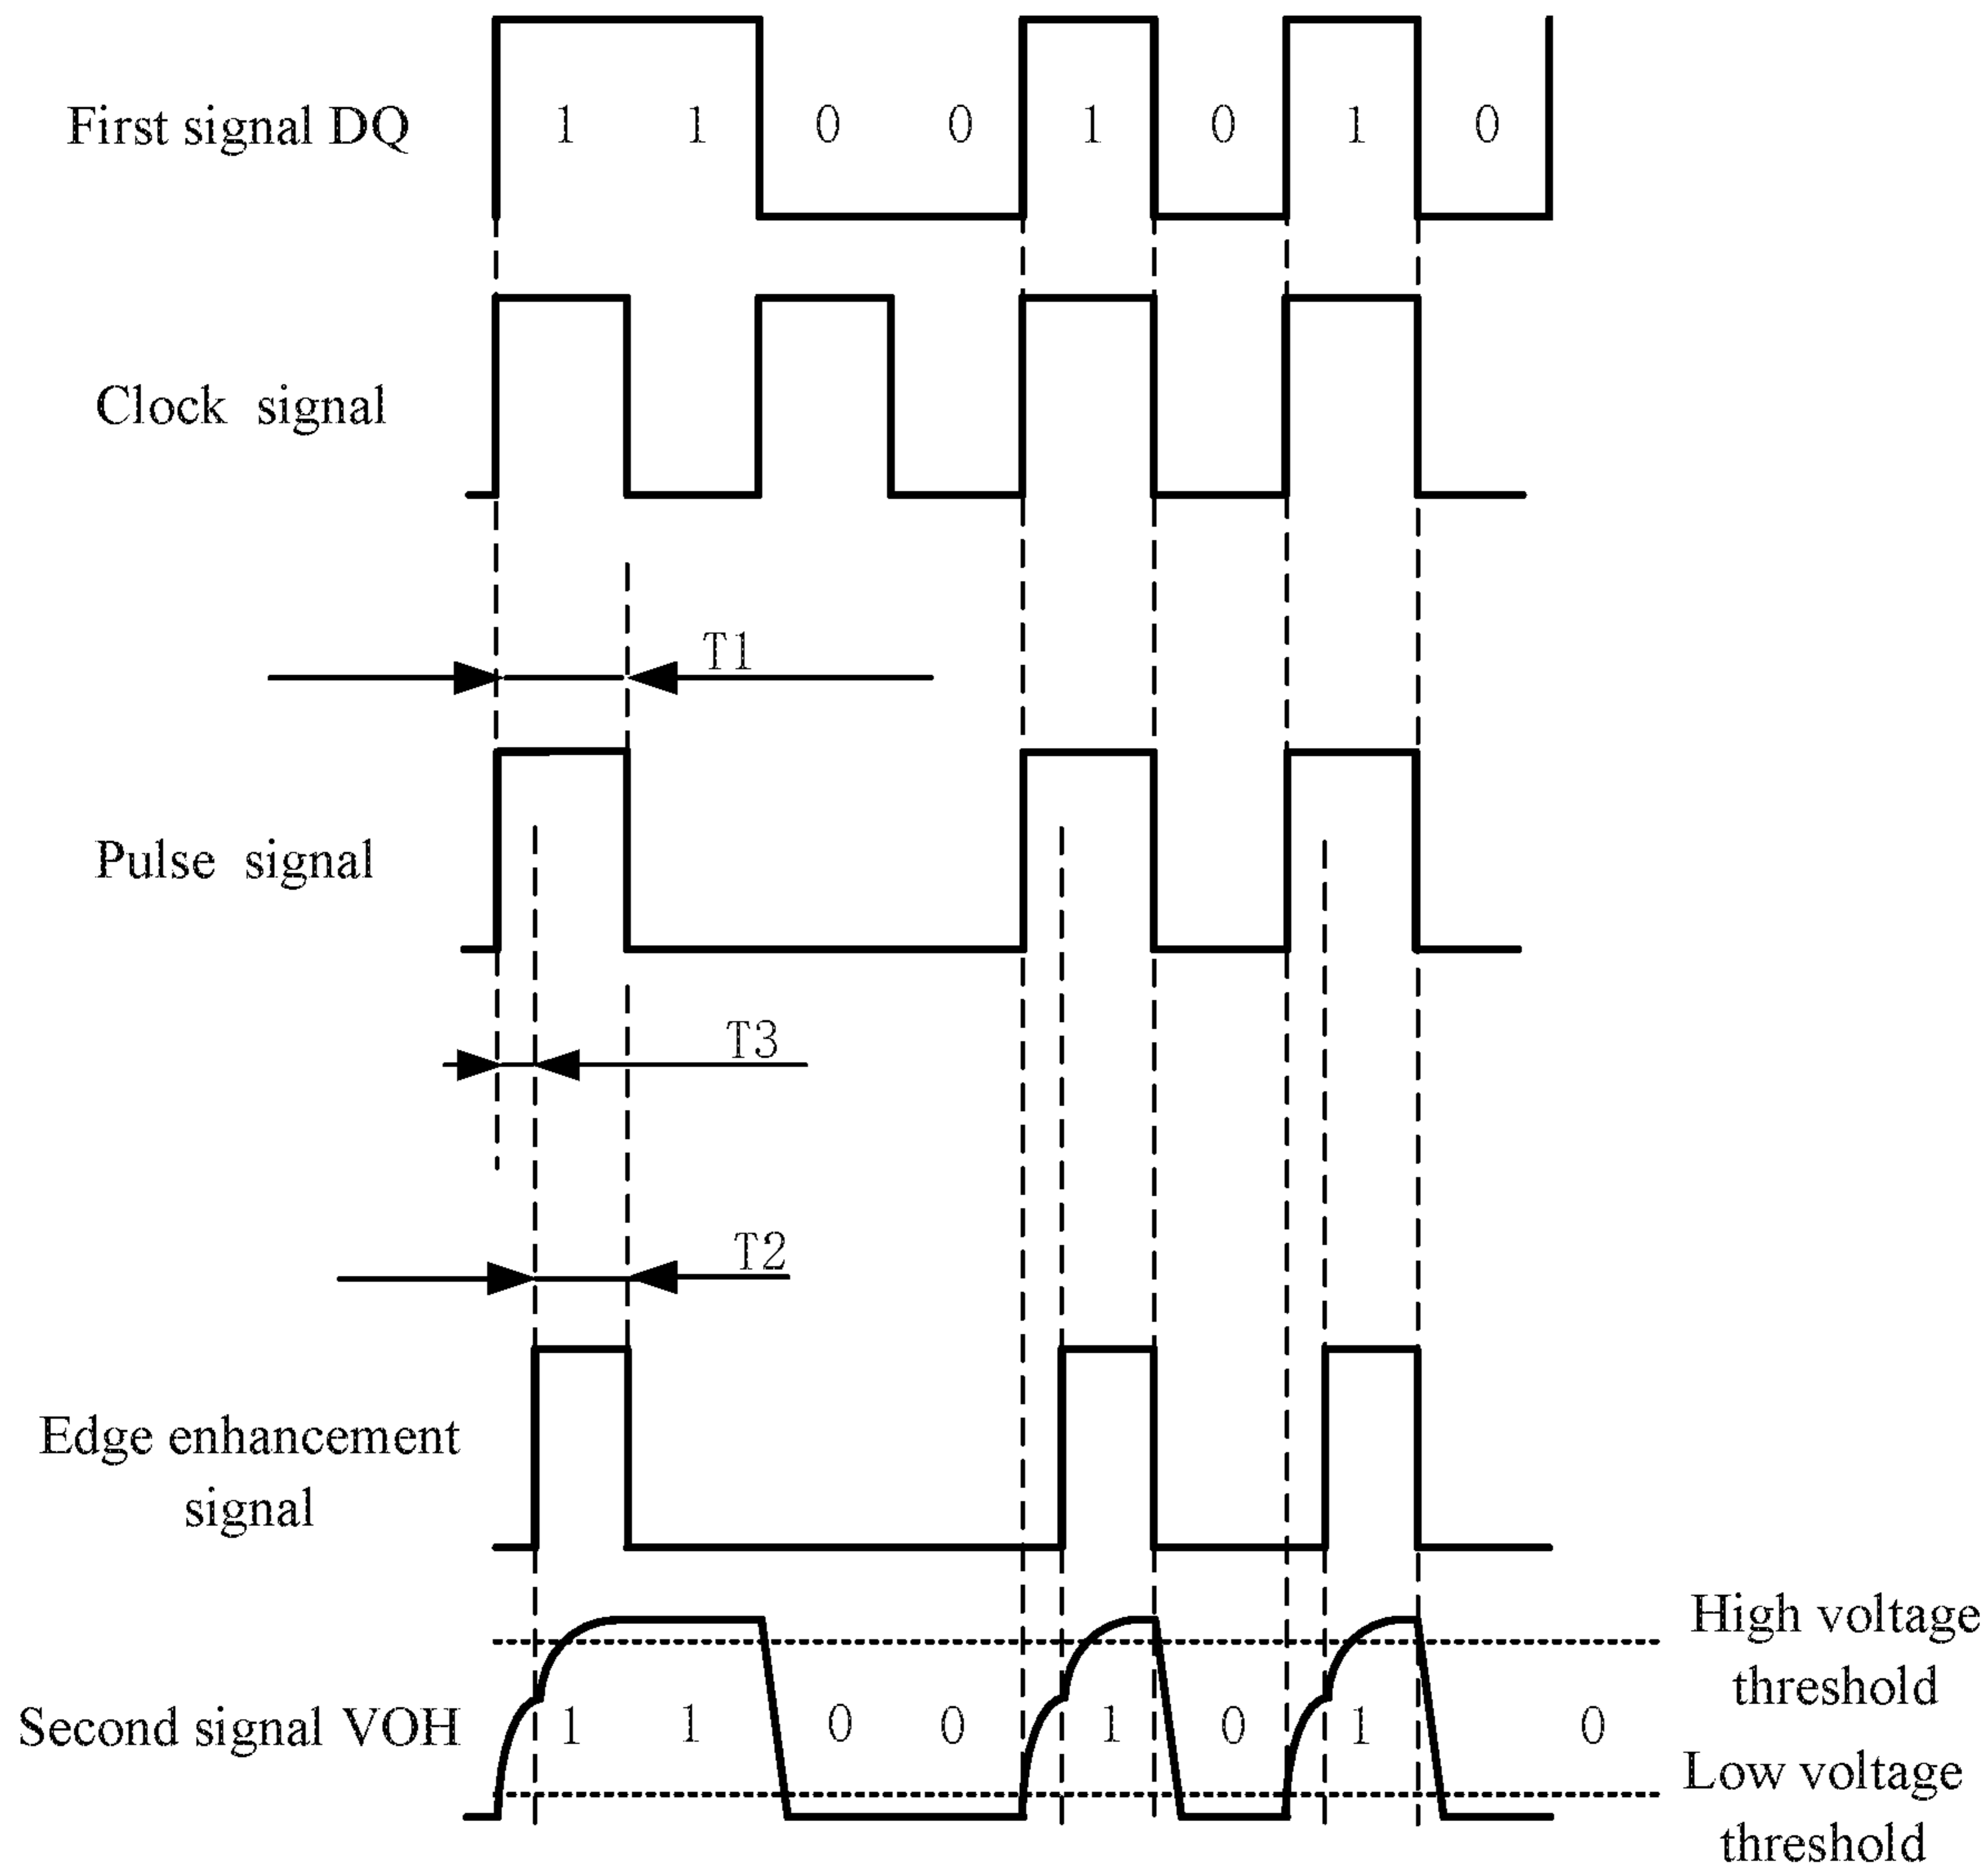 First signal DQ 1 1 0 0 1 0 1 0
Clock signal
T1
Pulse signal
T3
T2
Edge enhancement
signal
High voltage
threshold
Second signal VOH 1 1 0 0 1 0 1 0
Low voltage
threshold